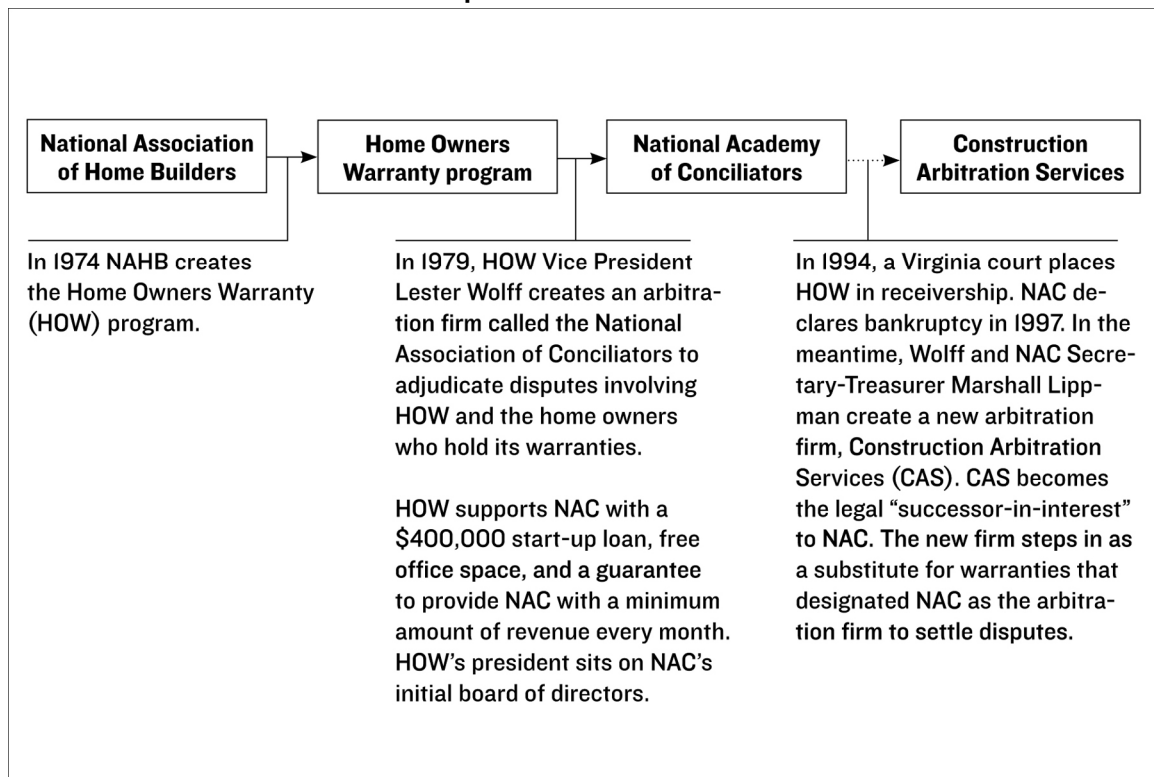 National Association
of Home Builders
Home Owners
Warranty program
National Academy
of Conciliators
Construction
Arbitration Services
In 1974 NAHB creates
the Home Owners Warranty
(HOW) program.
In 1979, HOW Vice President
Lester Wolff creates an arbitra-
tion firm called the National
Association of Conciliators to
adjudicate disputes involving
HOW and the home owners
who hold its warranties.
HOW supports NAC with a
$400,000 start-up loan, free
office space, and a guarantee
to provide NAC with a minimum
amount of revenue every month.
HOW's president sits on NAC's
initial board of directors.
In 1994, a Virginia court places
HOW in receivership. NAC de-
clares bankruptcy in 1997. In the
meantime, Wolff and NAC Secre-
tary-Treasurer Marshall Lipp-
man create a new arbitration
firm, Construction Arbitration
Services (CAS). CAS becomes
the legal “successor-in-interest”
to NAC. The new firm steps in as
a substitute for warranties that
designated NAC as the arbitra-
tion firm to settle disputes.